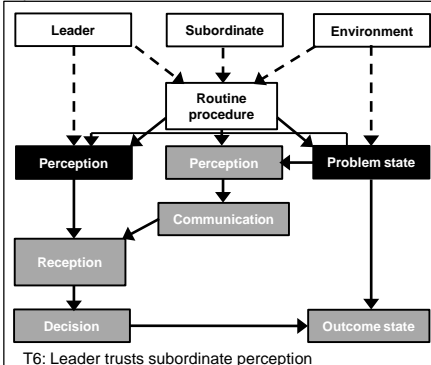 Leader
Subordinate
Environment
Routine
procedure
Perception
Perception
Problem state
Communication
Reception
Decision
Outcome state
T6: Leader trusts subordinate perception